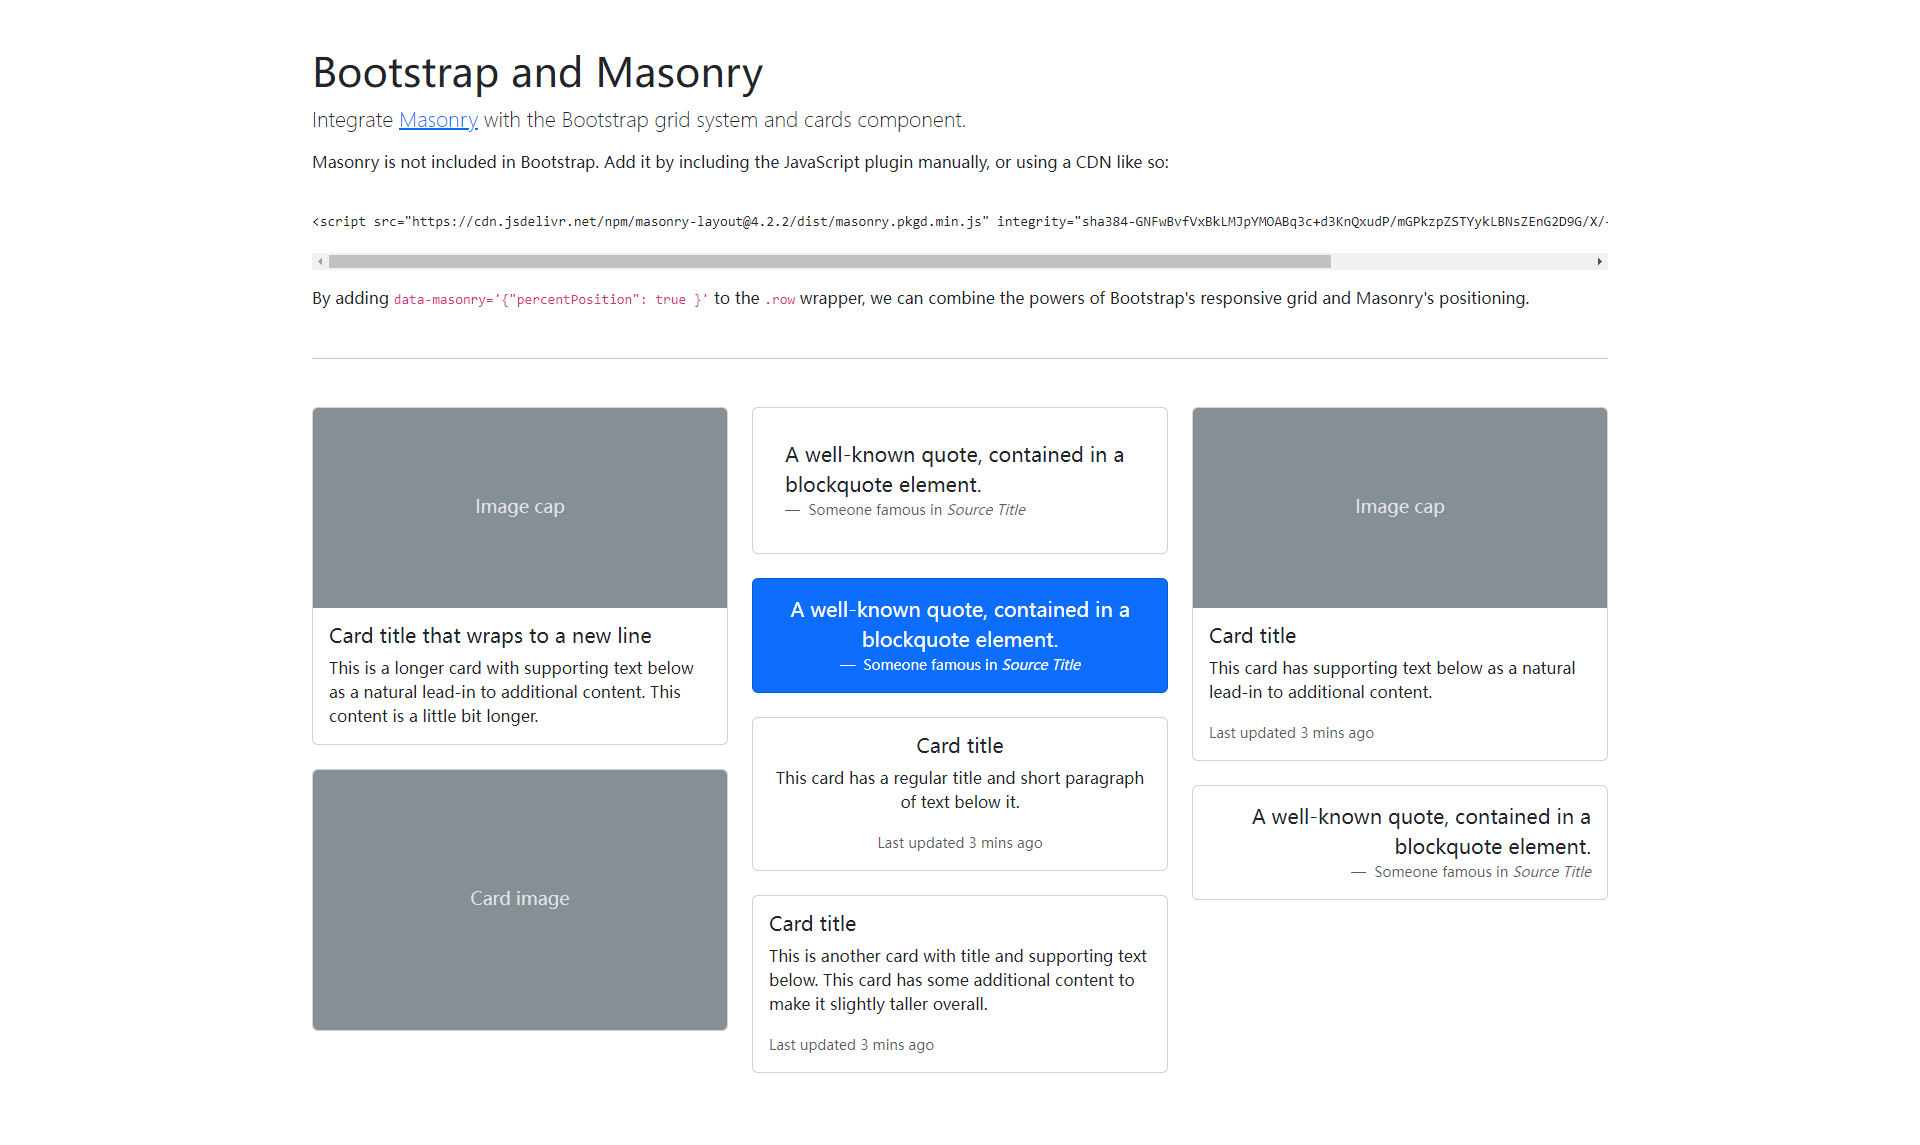 Bootstrap and Masonry
Integrate Masonry with the Bootstrap grid system and cards component.
Masonry is not included in Bootstrap. Add it by including the JavaScript plugin manually, or using a CDN like so:
<script src="https://cdn.jsdelivr.net/npm/masonry-layout@4.2.2/dist/masonry.pkgd.min.js" integrity="sha384-GNFwBvfVxBkLMJpYMOABq3c+d3KnQxudP/mGPkzpZSTYykLBNsZEnG2D9G/X/
By adding data-masonry='{"percentPosition": true }' to the .row wrapper, we can combine the powers of Bootstrap's responsive grid and Masonry's positioning.
Image cap
Card title that wraps to a new line
This is a longer card with supporting text below
as a natural lead-in to additional content. This
content is a little bit longer.
Card image
A well-known quote, contained in a
blockquote element.
— Someone famous in Source Title
A well-known quote, contained in a
blockquote element.
— Someone famous in Source Title
Card title
This card has a regular title and short paragraph
of text below it.
Last updated 3 mins ago
Card title
This is another card with title and supporting text
below. This card has some additional content to
make it slightly taller overall.
Last updated 3 mins ago
Image cap
Card title
This card has supporting text below as a natural
lead-in to additional content.
Last updated 3 mins ago
A well-known quote, contained in a
blockquote element.
— Someone famous in Source Title